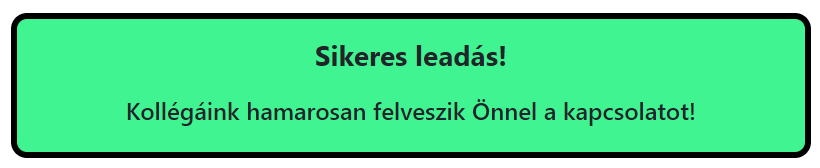 Sikeres leadás!
Kollégáink hamarosan felveszik Önnel a kapcsolatot!